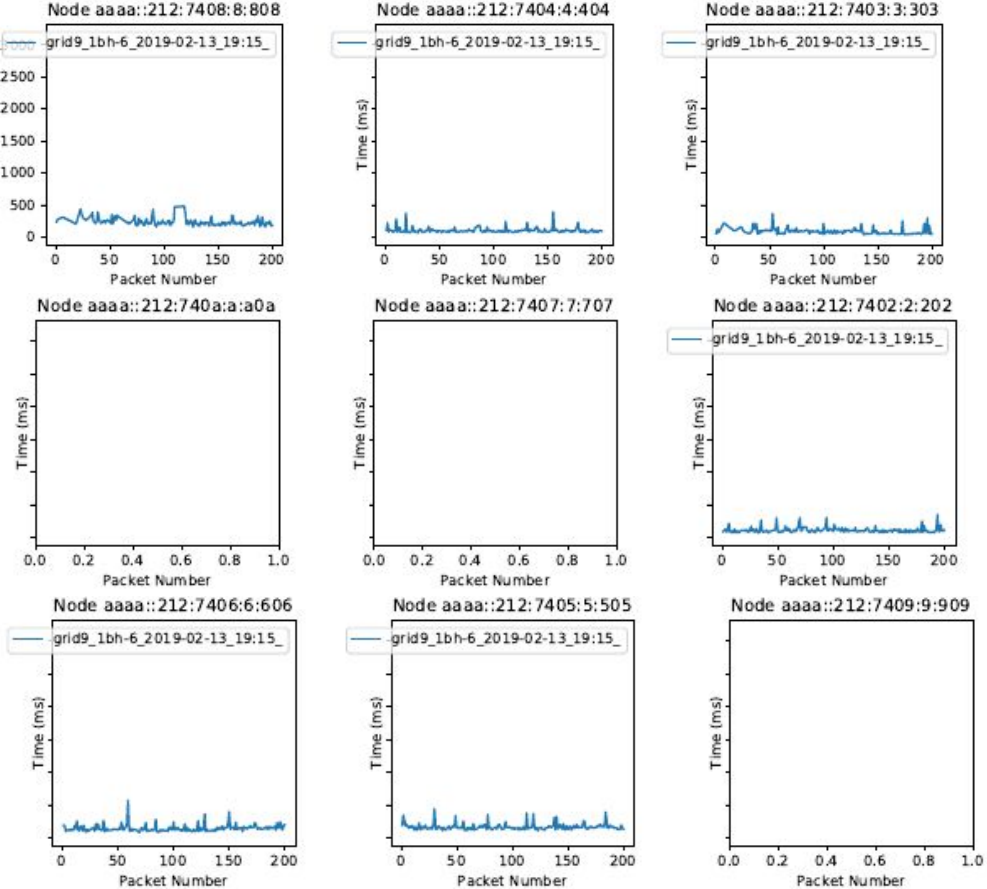 Node aaaa::212:7408:8:808
Node aaaa::212:7404:4:404
Node aaaa::212:7403:3:303
3000
grid9_1bh-6_2019-02-13_19:15_
grid9_1bh-6_2019-02-13_19:15_
grid9_1bh-6_2019-02-13_19:15_
2500
2000
1500
1000
500
0
Time (ms)
Time (ms)
0 50 100 150 200
0 50 100 150 200
0 50 100 150 200
Packet Number
Packet Number
Packet Number
Node aaaa::212:740a:a:a0a
Node aaaa::212:7407:7:707
Node aaaa::212:7402:2:202
grid9_1bh-6_2019-02-13_19:15_
Time (ms)
Time (ms)
Time (ms)
0.0 0.2 0.4 0.6 0.8 1.0
0.0 0.2 0.4 0.6 0.8 1.0
0 50 100 150 200
Packet Number
Packet Number
Packet Number
Node aaaa::212:7406:6:606
Node aaaa::212:7405:5:505
Node aaaa::212:7409:9:909
grid9_1bh-6_2019-02-13_19:15_
grid9_1bh-6_2019-02-13_19:15_
Time (ms)
Time (ms)
Time (ms)
0 50 100 150 200
0 50 100 150 200
0.0 0.2 0.4 0.6 0.8 1.0
Packet Number
Packet Number
Packet Number